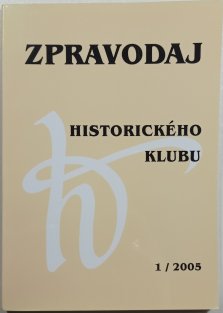 ZPRAVODAJ
HISTORICKÉHO
KLUBU
1 / 2005